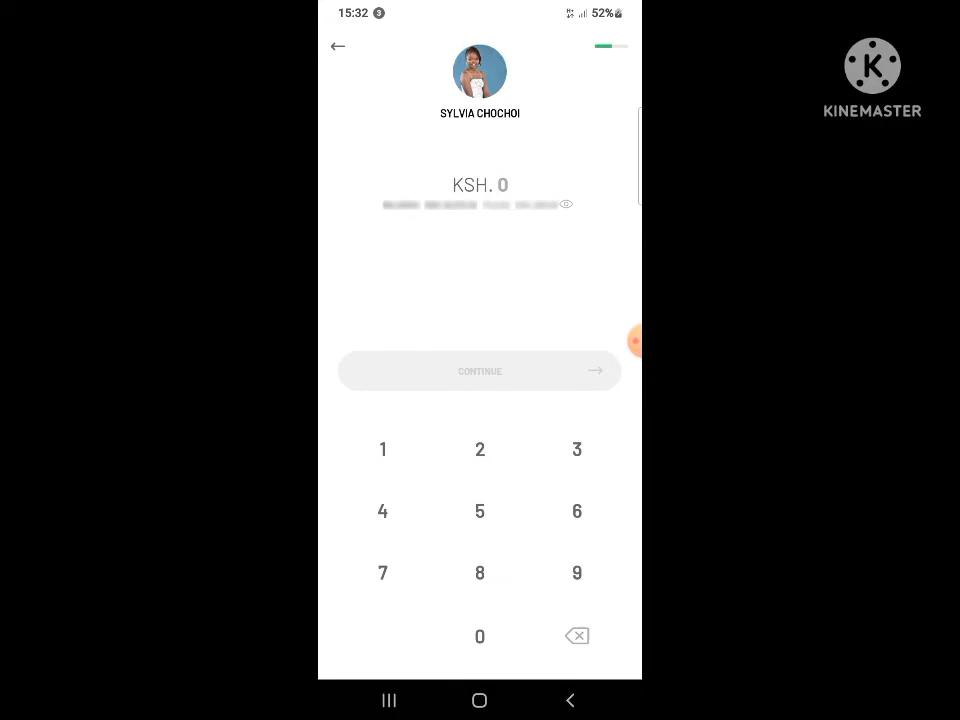 15:32 3 52%
KINEMASTER
SYLVIA CHOCHOI
KSH. 0
CONTINUE
1 2 3
4 5 6
7 8 9
0